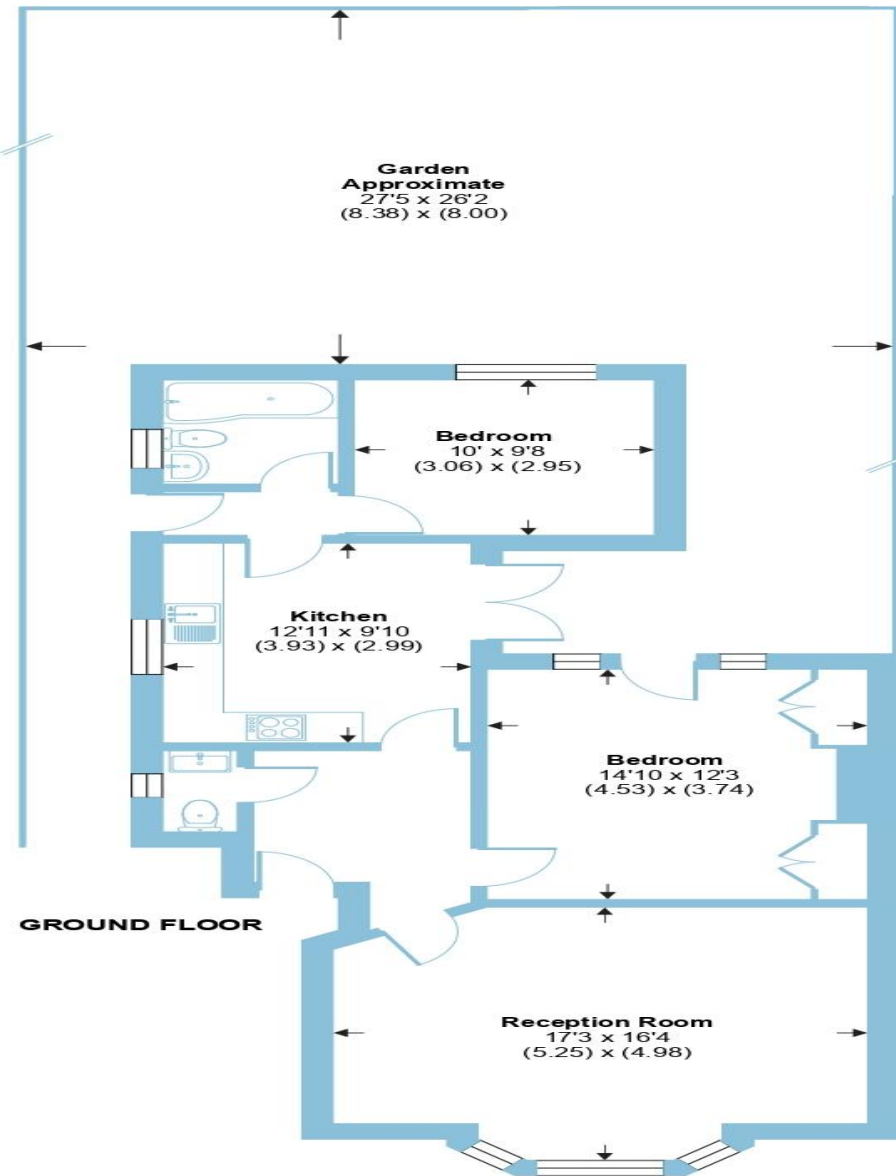 Garden
Approximate
27'5 x 26'2
(8.38) x (8.00)
Bedroom
10' x 9'8
(3.06) x (2.95)
Kitchen
12'11 x 9'10
(3.93) x (2.99)
Bedroom
14'10 x 12'3
(4.53) x (3.74)
GROUND FLOOR
Reception Room
17'3 x 16'4
(5.25) x (4.98)